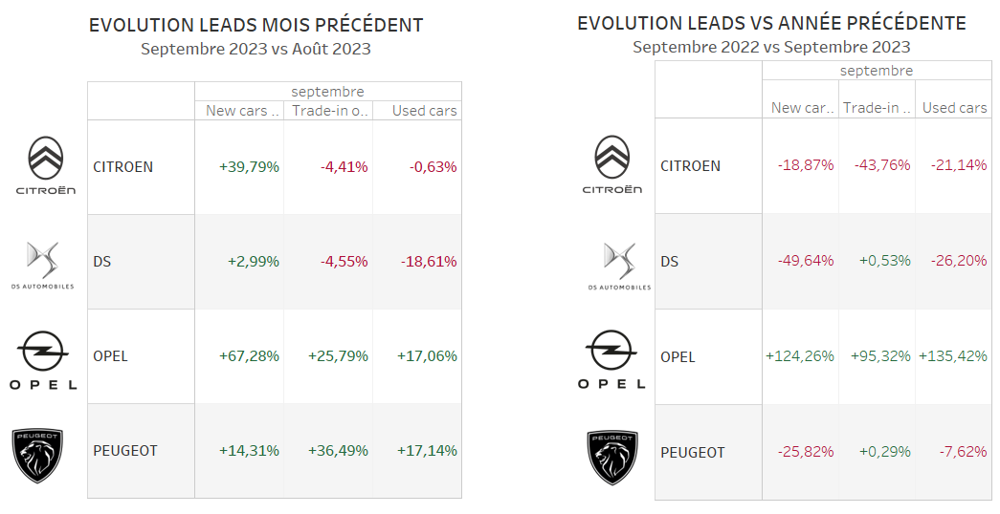 EVOLUTION LEADS MOIS PRÉCÉDENT
Septembre 2023 vs Août 2023
septembre
New cars .. Trade-in o.. Used cars
CITROËN
CITROEN +39,79% -4,41% -0,63%
DS AUTOMOBILES
DS +2,99% -4,55% -18,61%
OPEL
OPEL +67,28% +25,79% +17,06%
PEUGEOT
PEUGEOT +14,31% +36,49% +17,14%
EVOLUTION LEADS VS ANNÉE PRÉCÉDENTE
Septembre 2022 vs Septembre 2023
septembre
New car.. Trade-in .. Used cars
CITROËN
CITROEN -18,87% -43,76% -21,14%
DS AUTOMOBILES
DS -49,64% +0,53% -26,20%
OPEL
OPEL +124,26% +95,32% +135,42%
PEUGEOT
PEUGEOT -25,82% +0,29% -7,62%